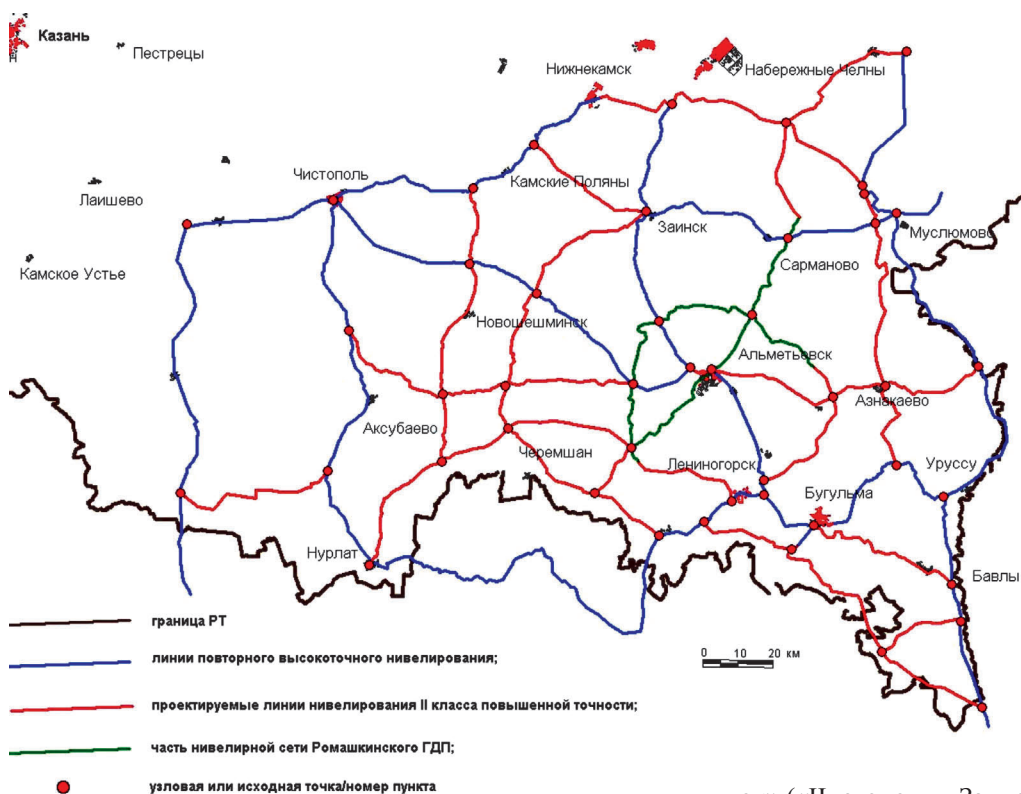 Казань
Пестрецы
Нижнекамск
Набережные Челны
Чистополь
Камские Поляны
Лаишево
Заинск
Муслюмово
Камское Устье
Сарманово
Новошешминск
Альметьевск
Азнакаево
Аксубаево
Черемшан
Лениногорск
Уруссу
Бугульма
Нурлат
Бавлы
граница РТ
линии повторного высокоточного нивелирования;
0 10 20 км
проектируемые линии нивелирования II класса повышенной точности;
часть нивелирной сети Ромашкинского ГДП;
узловая или исходная точка/номер пункта